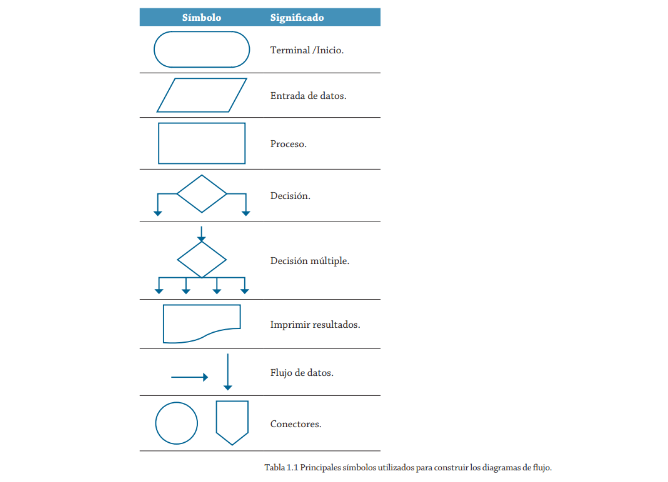 Símbolo Significado
Terminal /Inicio.
Entrada de datos.
Proceso.
Decisión.
Decisión múltiple.
Imprimir resultados.
Flujo de datos.
Conectores.
Tabla 1.1 Principales símbolos utilizados para construir los diagramas de flujo.